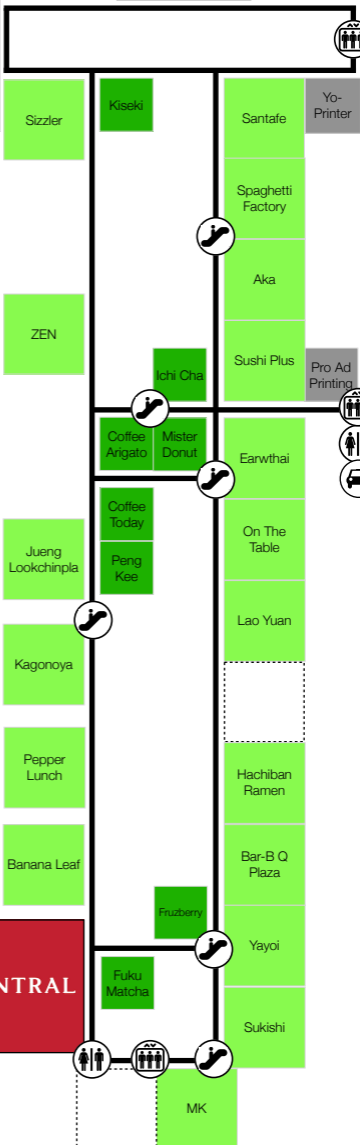 Sizzler
Kiseki
Santafe
Yo-
Printer
Spaghetti
Factory
Aka
ZEN
Ichi Cha
Sushi Plus
Pro Ad
Printing
Coffee
Arigato
Mister
Donut
Earwthai
Coffee
Today
On The
Table
Jueng
Lookchinpla
Peng
Kee
Lao Yuan
Kagonoya
Pepper
Lunch
Hachiban
Ramen
Banana Leaf
Bar-B Q
Plaza
Fruzberry
Yayoi
NTRAL
Fuku
Matcha
Sukishi
MK